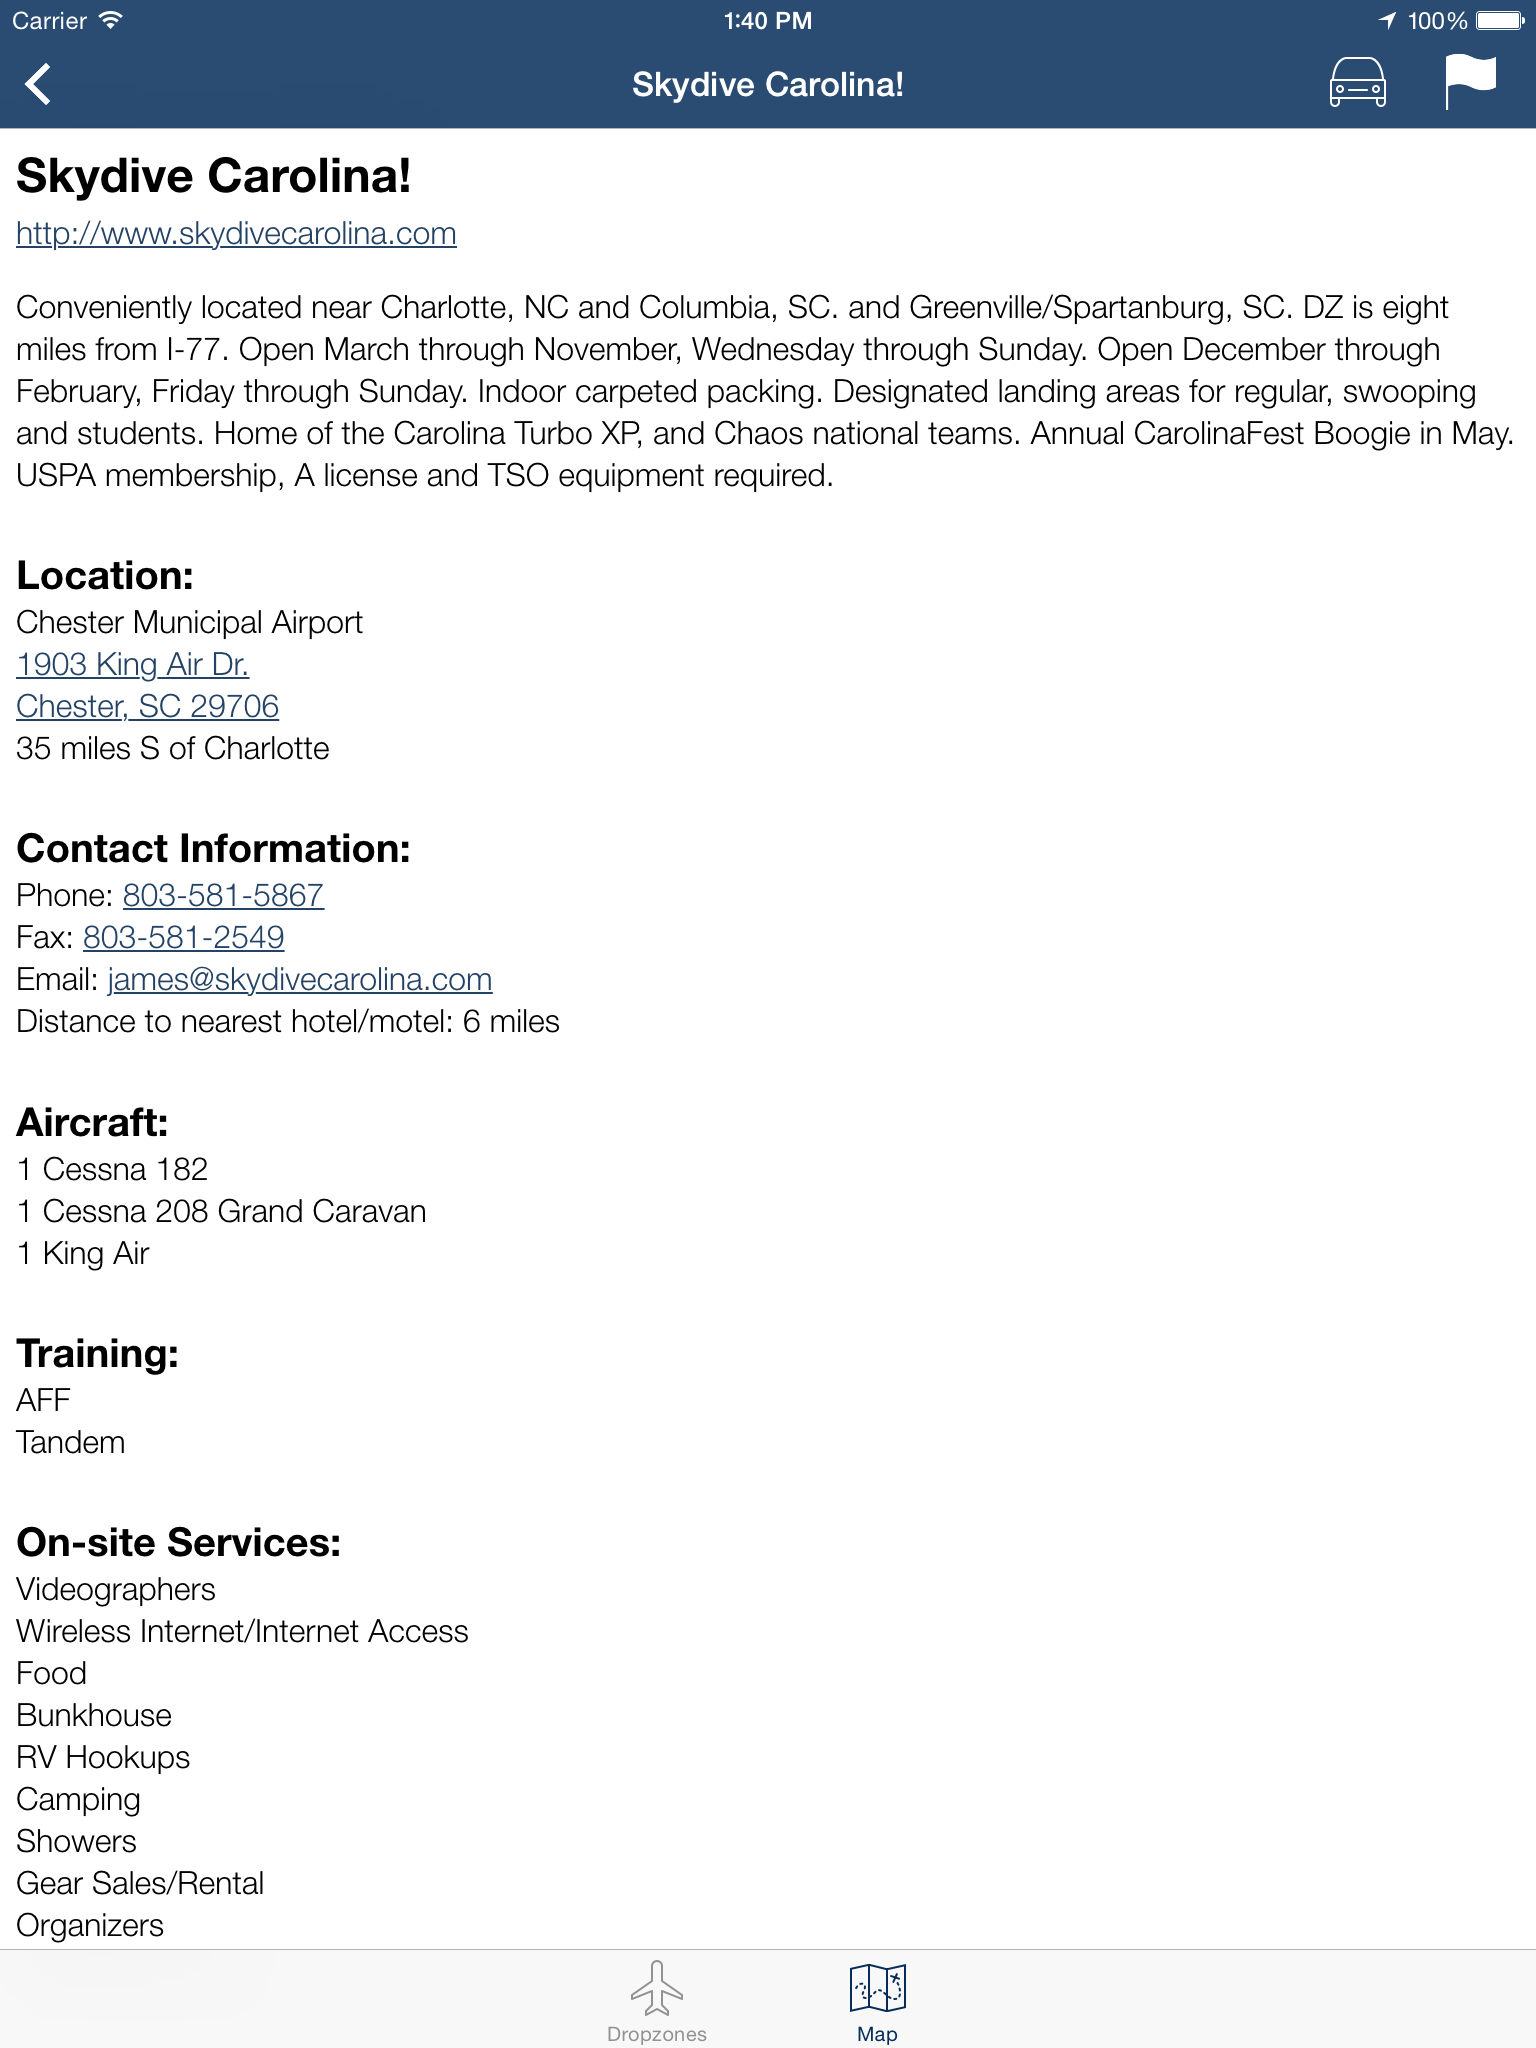 Carrier
1:40 PM
100%
Skydive Carolina!
Skydive Carolina!
http://www.skydivecarolina.com
Conveniently located near Charlotte, NC and Columbia, SC. and Greenville/Spartanburg, SC. DZ is eight
miles from I-77. Open March through November, Wednesday through Sunday. Open December through
February, Friday through Sunday. Indoor carpeted packing. Designated landing areas for regular, swooping
and students. Home of the Carolina Turbo XP, and Chaos national teams. Annual CarolinaFest Boogie in May.
USPA membership, A license and TSO equipment required.
Location:
Chester Municipal Airport
1903 King Air Dr.
Chester, SC 29706
35 miles S of Charlotte
Contact Information:
Phone: 803-581-5867
Fax: 803-581-2549
Email: james@skydivecarolina.com
Distance to nearest hotel/motel: 6 miles
Aircraft:
1 Cessna 182
1 Cessna 208 Grand Caravan
1 King Air
Training:
AFF
Tandem
On-site Services:
Videographers
Wireless Internet/Internet Access
Food
Bunkhouse
RV Hookups
Camping
Showers
Gear Sales/Rental
Organizers
Dropzones
Map